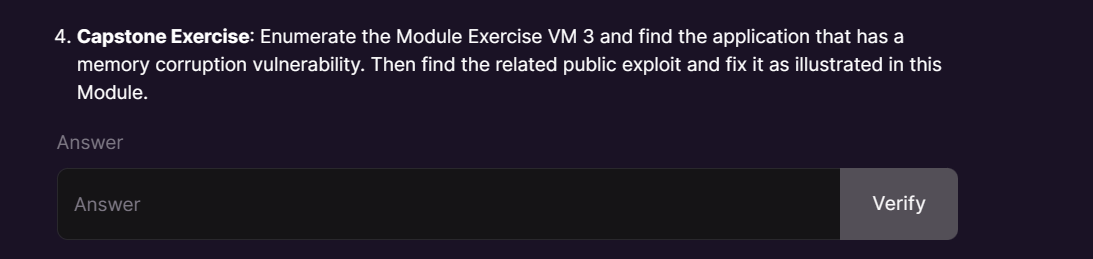 4. Capstone Exercise: Enumerate the Module Exercise VM 3 and find the application that has a
memory corruption vulnerability. Then find the related public exploit and fix it as illustrated in this
Module.
Answer
Answer
Verify